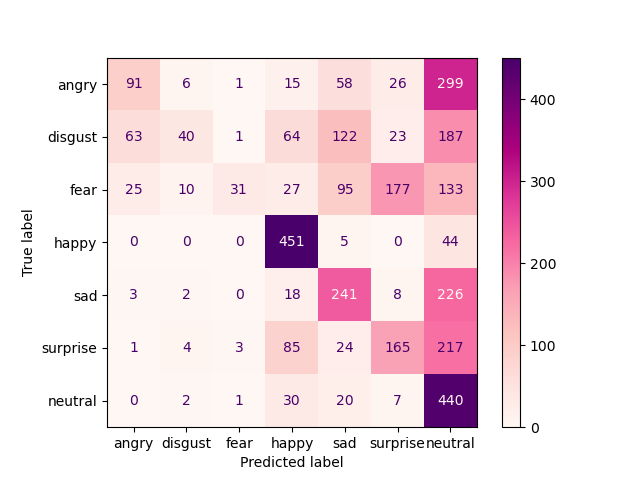 angry 91 6 1 15 58 26 299
disgust 63 40 1 64 122 23 187
fear 25 10 31 27 95 177 133
happy 0 0 0 451 5 0 44
sad 3 2 0 18 241 8 226
surprise 1 4 3 85 24 165 217
neutral 0 2 1 30 20 7 440
angry disgust fear happy sad surprise neutral
Predicted label
True label
400
300
200
100
0